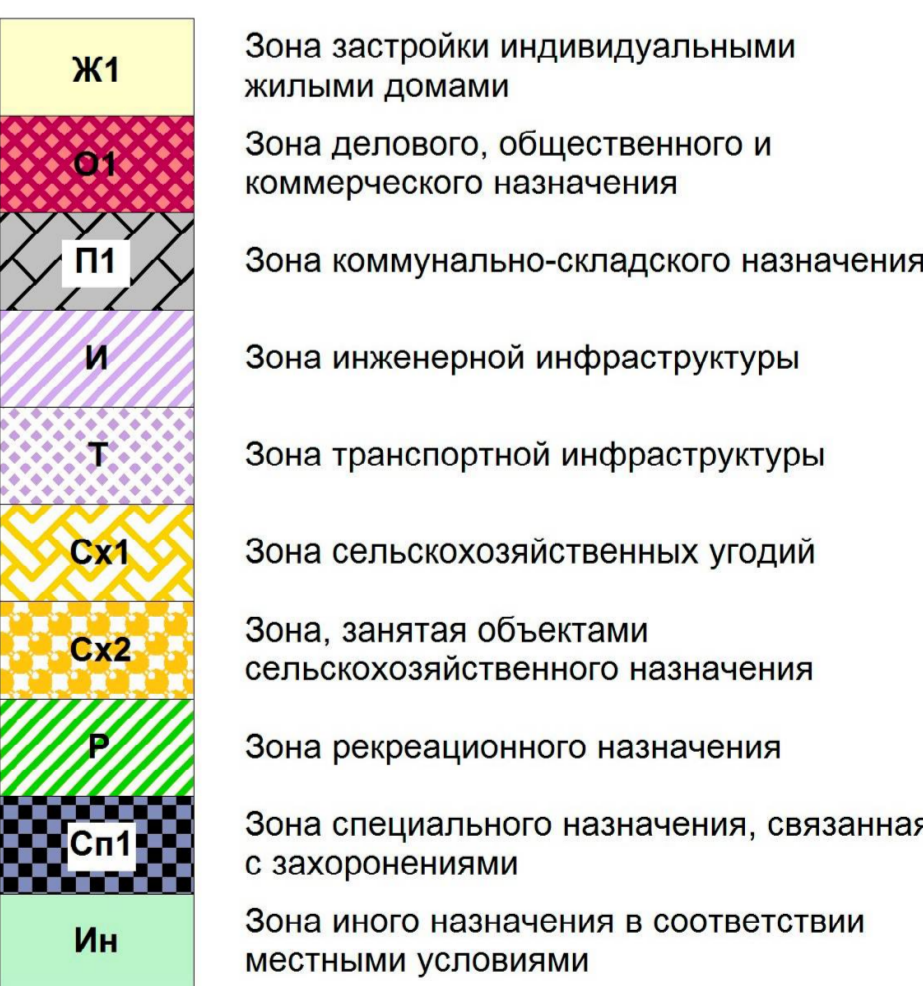 Ж1
Зона застройки индивидуальными
жилыми домами
О1
Зона делового, общественного и
коммерческого назначения
П1
Зона коммунально-складского назначения
И
Зона инженерной инфраструктуры
Т
Зона транспортной инфраструктуры
Сх1
Зона сельскохозяйственных угодий
Сх2
Зона, занятая объектами
сельскохозяйственного назначения
Р
Зона рекреационного назначения
Сп1
Зона специального назначения, связанная
с захоронениями
Ин
Зона иного назначения в соответствии
местными условиями